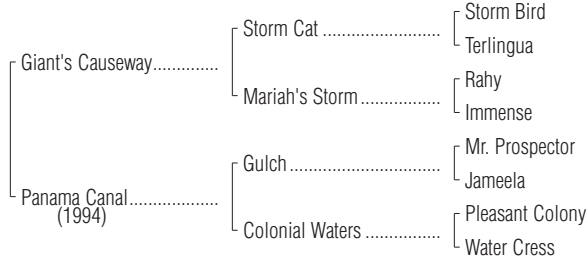 Storm Bird
Storm Cat ..............................
Terlingua
Giant's Causeway..............
Rahy
Mariah's Storm ....................
Immense
Mr. Prospector
Gulch ......................................
Jameela
Panama Canal ...................
(1994)
Pleasant Colony
Colonial Waters ...................
Water Cress